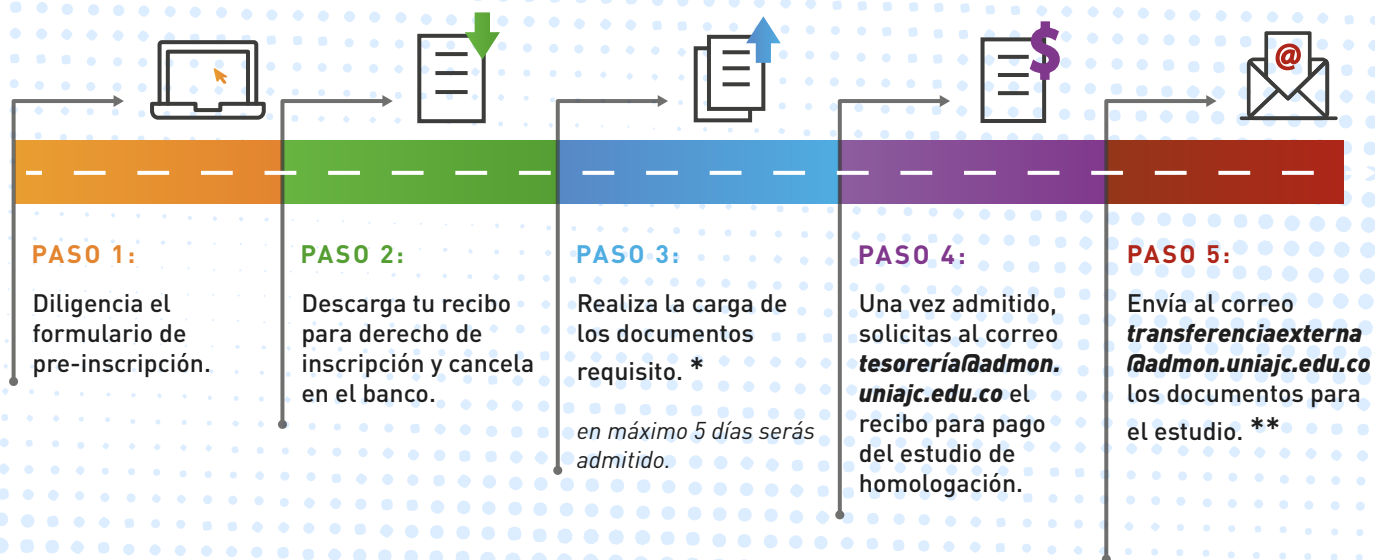 $
@
PASO 1:
Diligencia el
formulario de
pre-inscripción.
PASO 2:
Descarga tu recibo
para derecho de
inscripción y cancela
en el banco.
PASO 3:
Realiza la carga de
los documentos
requisito. *
en máximo 5 días serás
admitido.
PASO 4:
Una vez admitido,
solicitas al correo
tesorería@admon.
uniajc.edu.co el
recibo para pago
del estudio de
homologación.
PASO 5:
Envía al correo
transferenciaexterna
@admon.uniajc.edu.co
los documentos para
el estudio. **